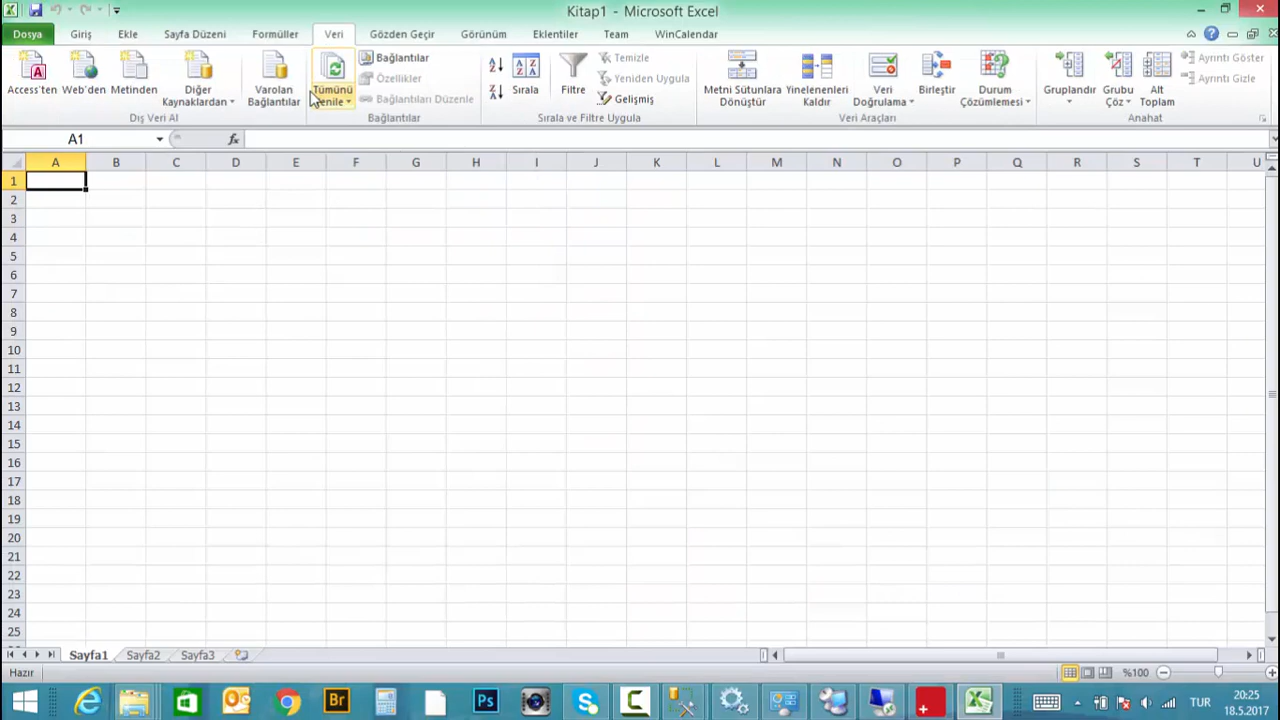 Kitap1 - Microsoft Excel
Dosya Giriş Ekle Sayfa Düzeni Formüller Veri Gözden Geçir Görünüm Eklentiler Team WinCalendar
Access'ten Web'den Metinden Diğer Kaynaklardan Varolan Bağlantılar Tümünü Yenile Bağlantılar Özellikler Bağlantıları Düzenle Sırala Filtre Temizle Yeniden Uygula Gelişmiş Metni Sütunlara Dönüştür Yinelenenleri Kaldır Veri Doğrulama Birleştir Durum Çözümlemesi Gruplandır Grubu Çöz Alt Toplam Ayrıntı Göster Ayrıntı Gizle
Dış Veri Al Bağlantılar Sırala ve Filtre Uygula Veri Araçları Anahat
A1 fx
A B C D E F G H I J K L M N O P Q R S T U
1
2
3
4
5
6
7
8
9
10
11
12
13
14
15
16
17
18
19
20
21
22
23
24
25
Sayfa1 Sayfa2 Sayfa3
Hazır %100
Br Ps TUR 20:25
18.5.2017